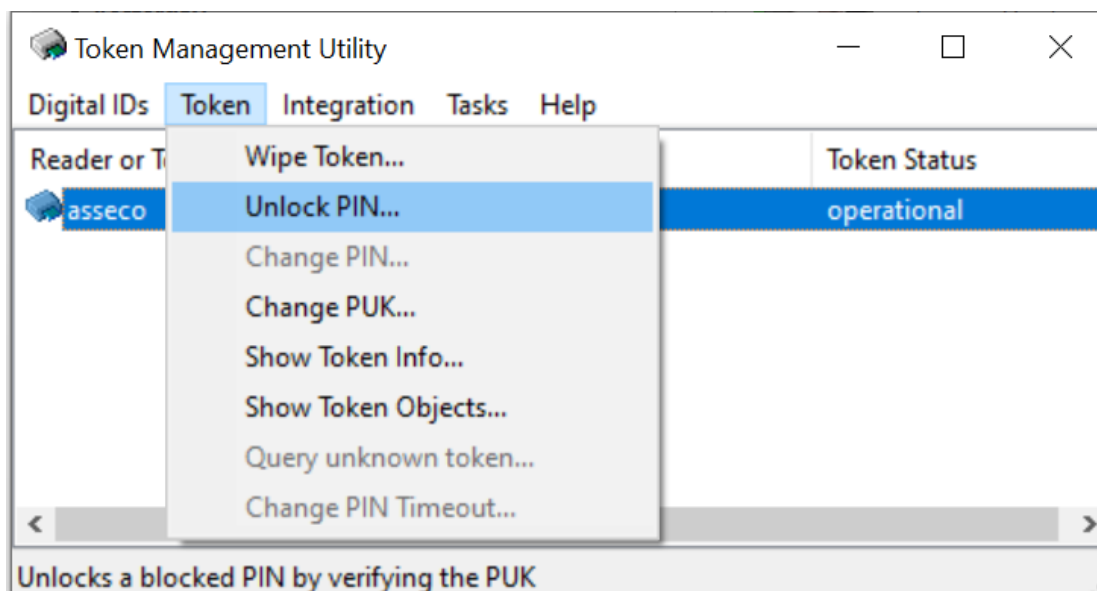 Token Management Utility
Digital IDs Token Integration Tasks Help
Reader or T Token Status
asseco operational
Wipe Token...
Unlock PIN...
Change PIN...
Change PUK...
Show Token Info...
Show Token Objects...
Query unknown token...
Change PIN Timeout...
Unlocks a blocked PIN by verifying the PUK